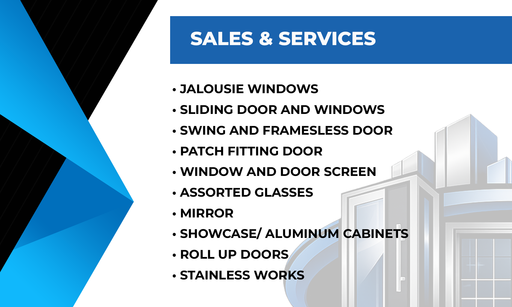 SALES & SERVICES
• JALOUSIE WINDOWS
• SLIDING DOOR AND WINDOWS
• SWING AND FRAMESLESS DOOR
• PATCH FITTING DOOR
• WINDOW AND DOOR SCREEN
• ASSORTED GLASSES
• MIRROR
• SHOWCASE/ ALUMINUM CABINETS
• ROLL UP DOORS
• STAINLESS WORKS